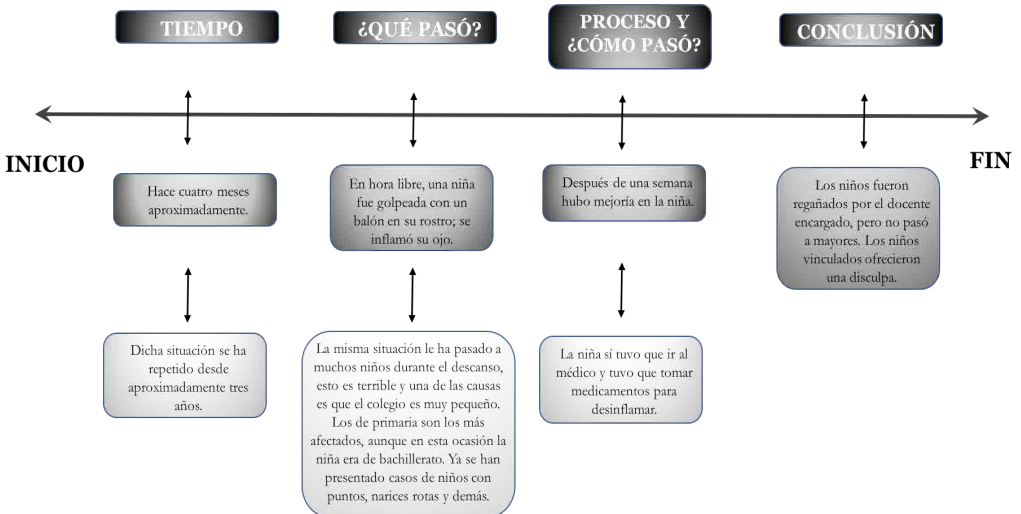 TIEMPO
¿QUÉ PASÓ?
PROCESO Y
¿CÓMO PASÓ?
CONCLUSIÓN
INICIO
FIN
Hace cuatro meses
aproximadamente.
En hora libre, una niña
fue golpeada con un
balón en su rostro; se
inflamó su ojo.
Después de una semana
hubo mejoría en la niña.
Los niños fueron
regañados por el docente
encargado, pero no pasó
a mayores. Los niños
vinculados ofrecieron
una disculpa.
Dicha situación se ha
repetido desde
aproximadamente tres
años.
La misma situación le ha pasado a
muchos niños durante el descanso,
esto es terrible y una de las causas
es que el colegio es muy pequeño.
Los de primaria son los más
afectados, aunque en esta ocasión la
niña era de bachillerato. Ya se han
presentado casos de niños con
puntos, narices rotas y demás.
La niña sí tuvo que ir al
médico y tuvo que tomar
medicamentos para
desinflamar.